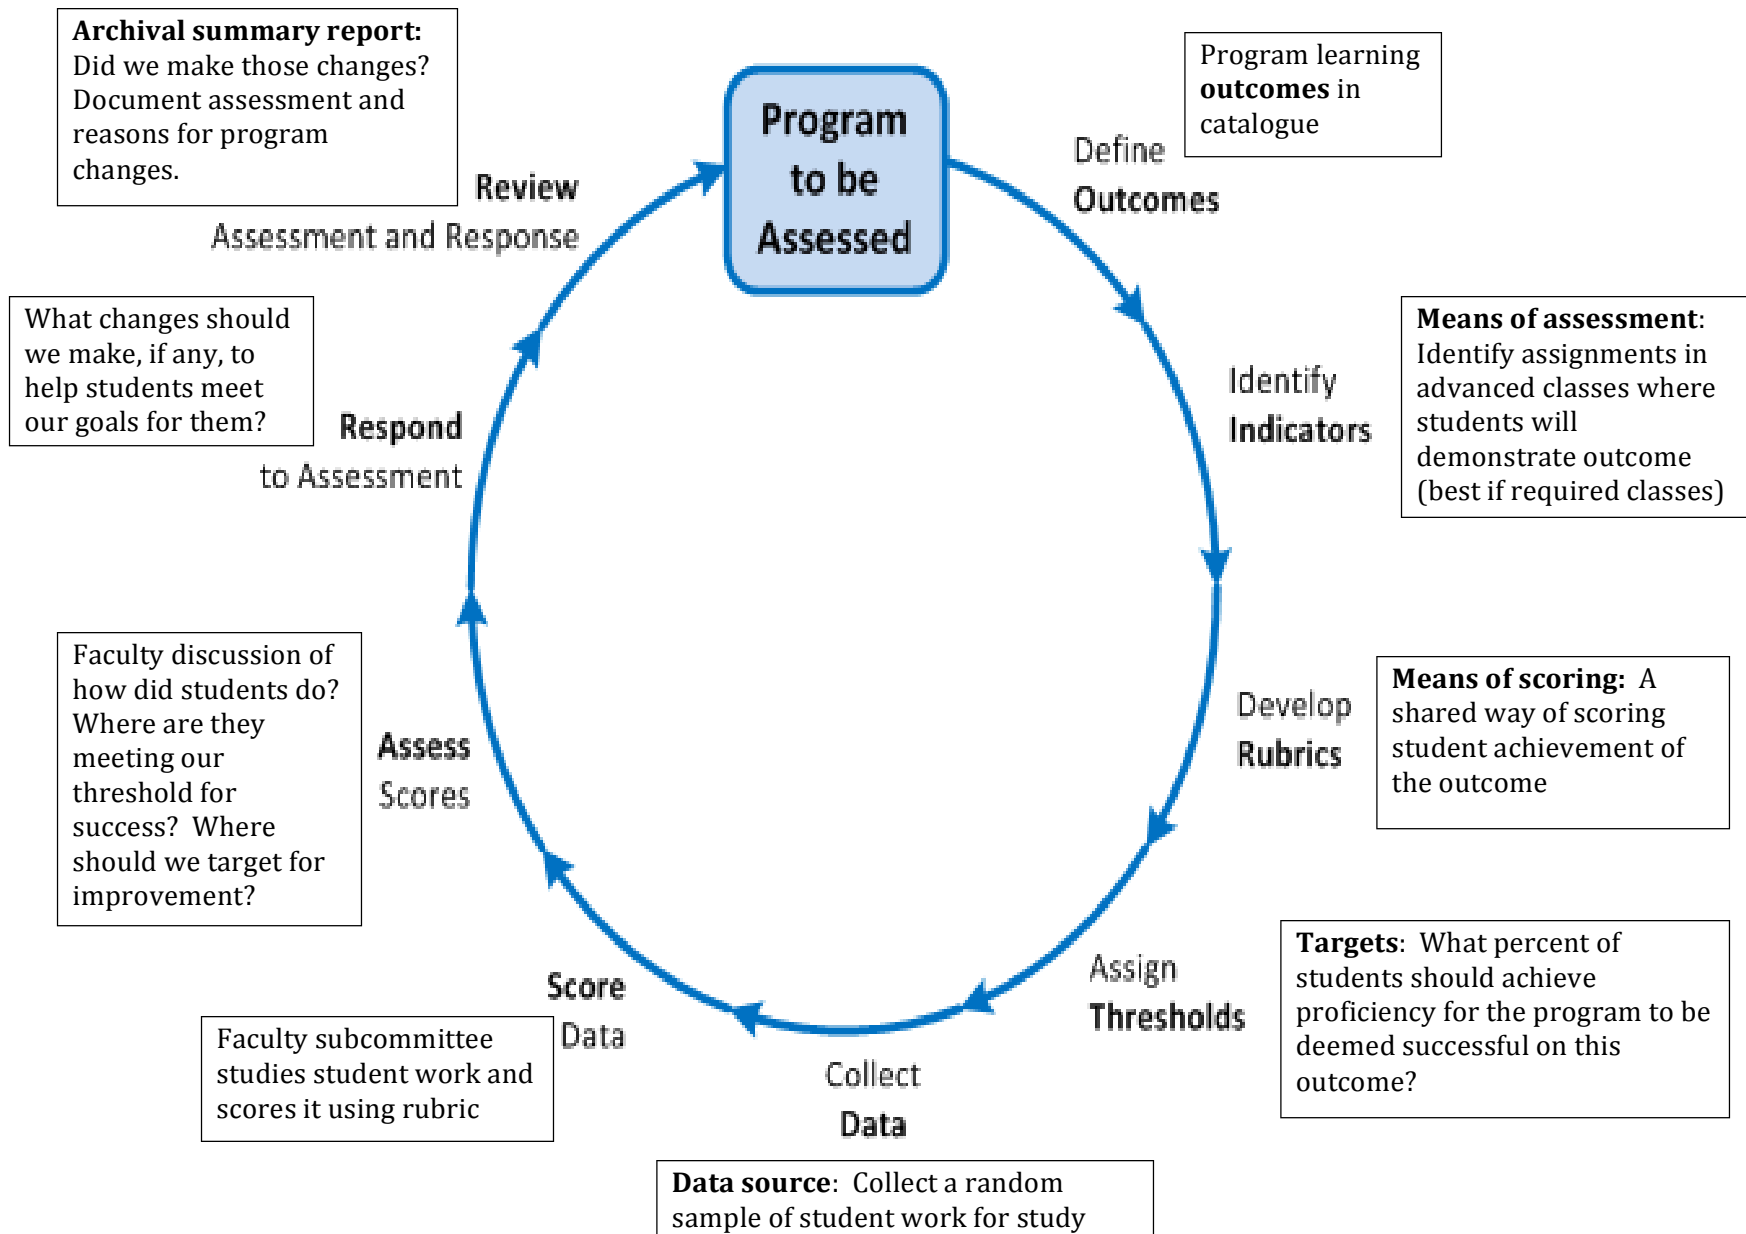 Program
to be
Assessed
Define
Outcomes
Program learning
outcomes in
catalogue
Identify
Indicators
Means of assessment:
Identify assignments in
advanced classes where
students will
demonstrate outcome
(best if required classes)
Develop
Rubrics
Means of scoring:  A
shared way of scoring
student achievement of
the outcome
Assign
Thresholds
Targets:  What percent of
students should achieve
proficiency for the program to be
deemed successful on this
outcome?
Collect
Data
Data source:  Collect a random
sample of student work for study
Score
Data
Faculty subcommittee
studies student work and
scores it using rubric
Assess
Scores
Faculty discussion of
how did students do?
Where are they
meeting our
threshold for
success?  Where
should we target for
improvement?
Respond
to Assessment
What changes should
we make, if any, to
help students meet
our goals for them?
Review
Assessment and Response
Archival summary report:
Did we make those changes?
Document assessment and
reasons for program
changes.